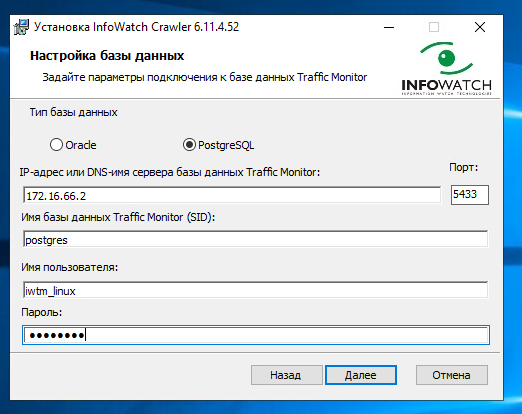 Установка InfoWatch Crawler 6.11.4.52
Настройка базы данных
Задайте параметры подключения к базе данных Traffic Monitor
INFOWATCH
INFORMATION WATCH TECHNOLOGIES
Тип базы данных
Oracle
PostgreSQL
IP-адрес или DNS-имя сервера базы данных Traffic Monitor:
Порт:
172.16.66.2
5433
Имя базы данных Traffic Monitor (SID):
postgres
Имя пользователя:
iwtm_linux
Пароль:
••••••••
Назад
Далее
Отмена